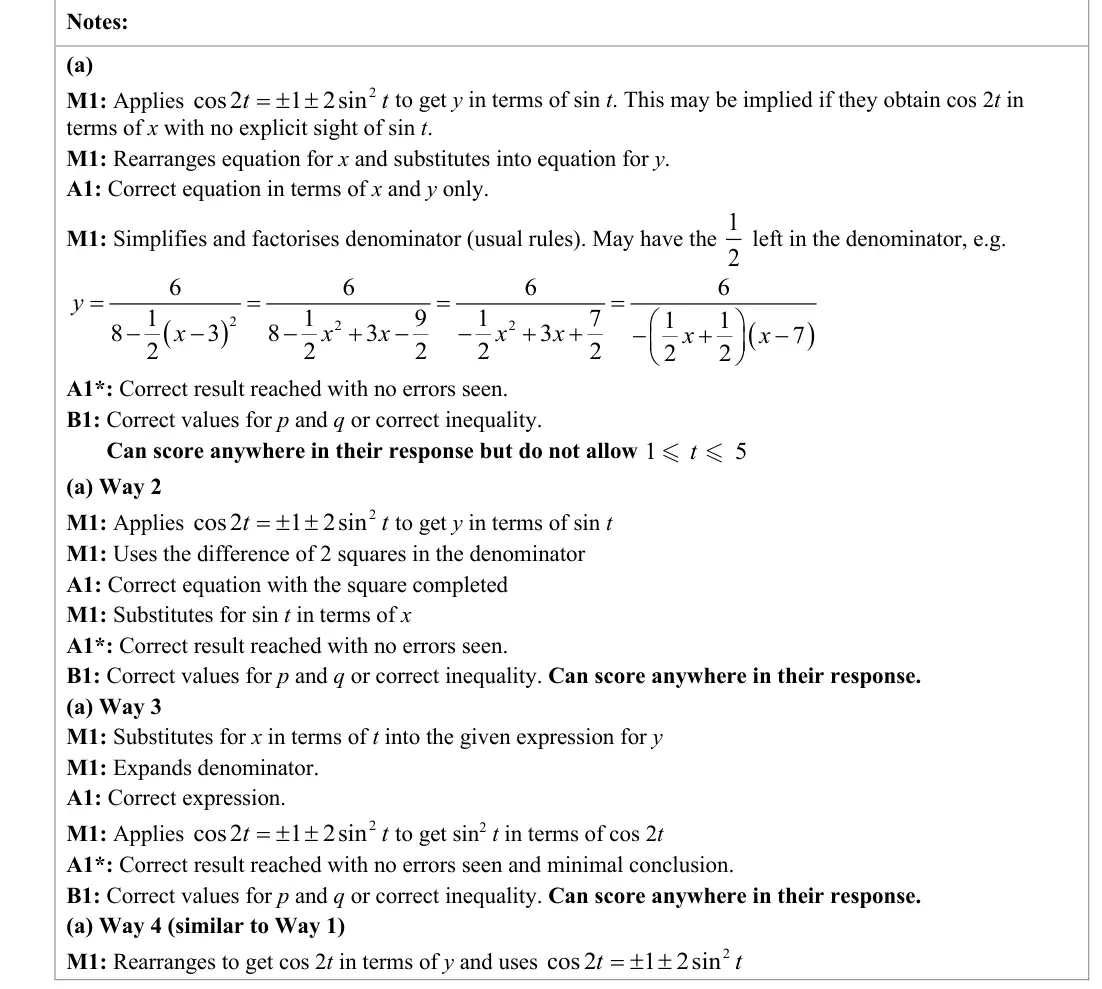 Notes:
(a)
M1: Applies cos 2t = ±1 ± 2 sin² t to get y in terms of sin t. This may be implied if they obtain cos 2t in
terms of x with no explicit sight of sin t.
M1: Rearranges equation for x and substitutes into equation for y.
A1: Correct equation in terms of x and y only.
M1: Simplifies and factorises denominator (usual rules). May have the 1/2 left in the denominator, e.g.
y = 6/(8 − 1/2(x − 3)²) = 6/(8 − 1/2x² + 3x − 9/2) = 6/(−1/2x² + 3x + 7/2) = 6/(−(1/2x + 1/2)(x − 7))
A1*: Correct result reached with no errors seen.
B1: Correct values for p and q or correct inequality.
Can score anywhere in their response but do not allow 1 ⩽ t ⩽ 5
(a) Way 2
M1: Applies cos 2t = ±1 ± 2 sin² t to get y in terms of sin t
M1: Uses the difference of 2 squares in the denominator
A1: Correct equation with the square completed
M1: Substitutes for sin t in terms of x
A1*: Correct result reached with no errors seen.
B1: Correct values for p and q or correct inequality. Can score anywhere in their response.
(a) Way 3
M1: Substitutes for x in terms of t into the given expression for y
M1: Expands denominator.
A1: Correct expression.
M1: Applies cos 2t = ±1 ± 2 sin² t to get sin² t in terms of cos 2t
A1*: Correct result reached with no errors seen and minimal conclusion.
B1: Correct values for p and q or correct inequality. Can score anywhere in their response.
(a) Way 4 (similar to Way 1)
M1: Rearranges to get cos 2t in terms of y and uses cos 2t = ±1 ± 2 sin² t